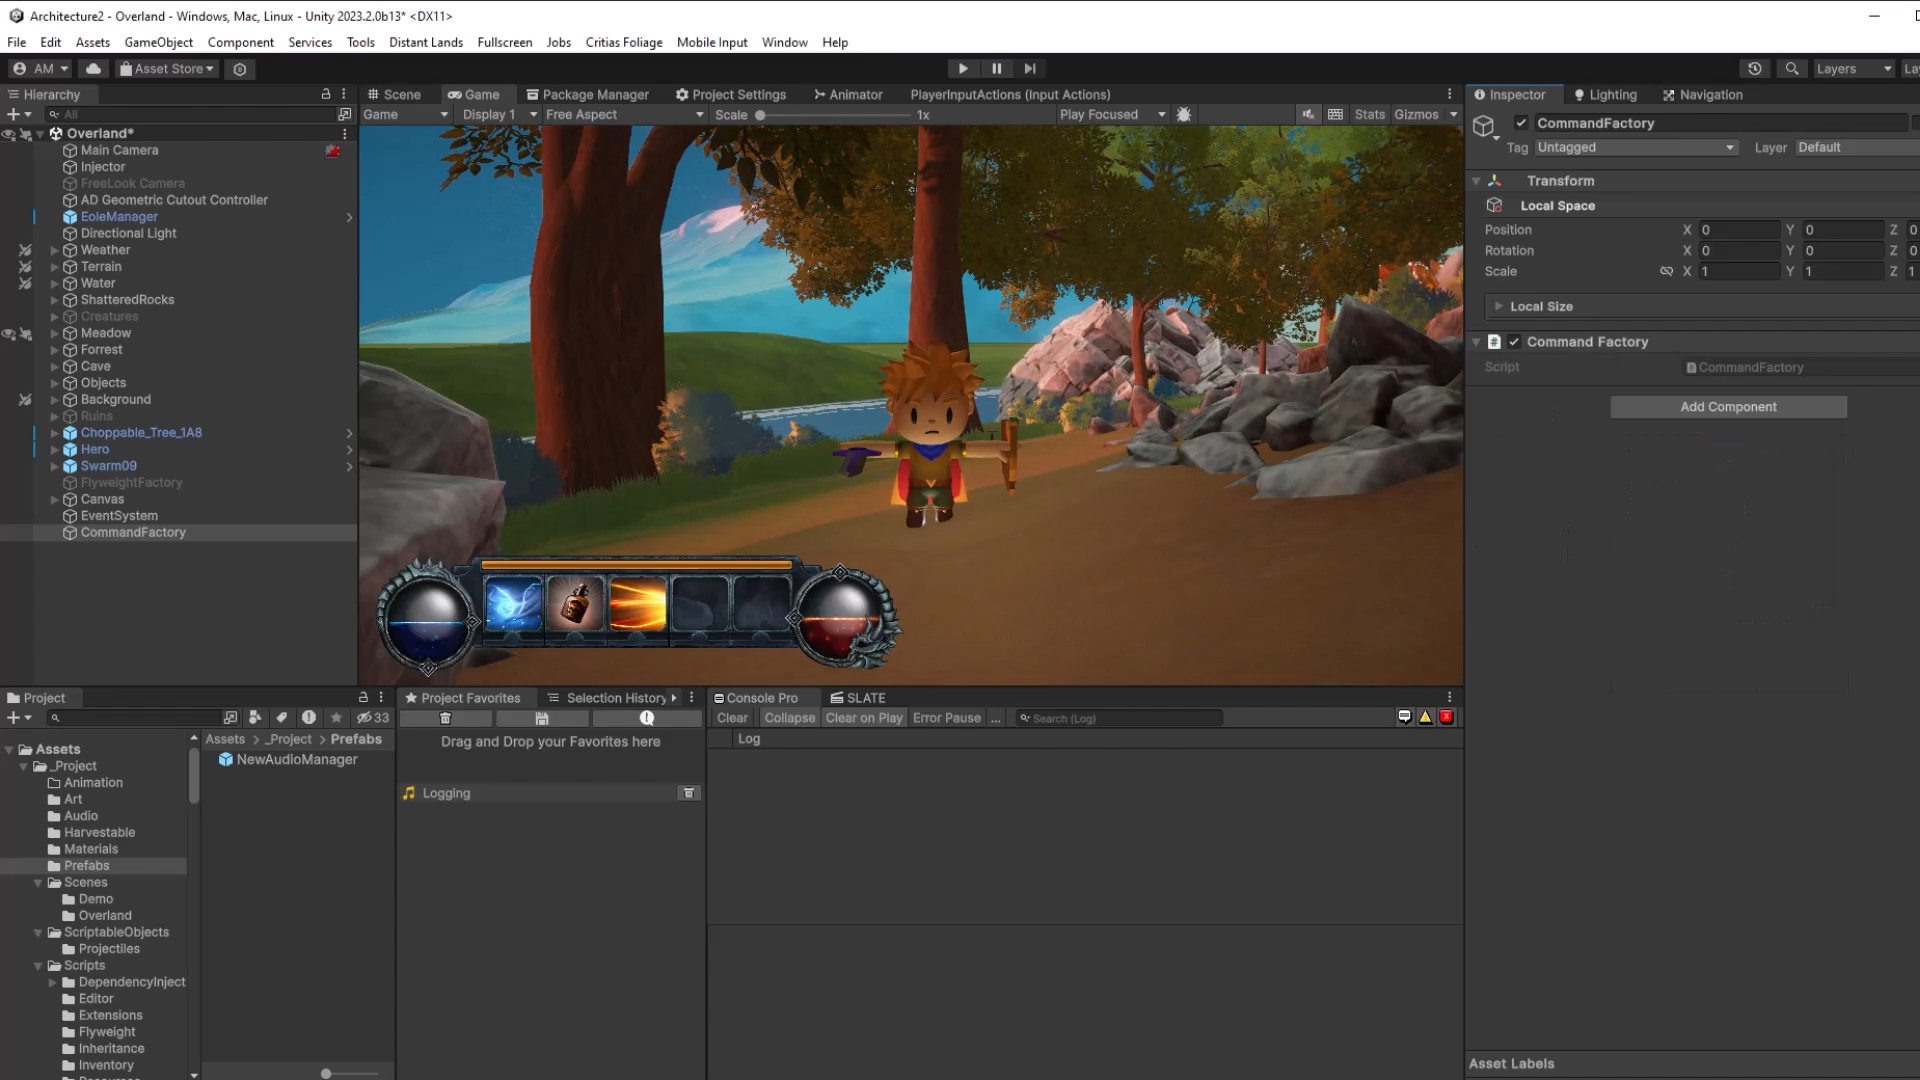 Architecture2 - Overland - Windows, Mac, Linux - Unity 2023.2.0b13* <DX11>
File Edit Assets GameObject Component Services Tools Distant Lands Fullscreen Jobs Critias Foliage Mobile Input Window Help
AM Asset Store Layers Lay
Hierarchy
All
Overland*
Main Camera
Injector
FreeLook Camera
AD Geometric Cutout Controller
EoleManager
Directional Light
Weather
Terrain
Water
ShatteredRocks
Creatures
Meadow
Forrest
Cave
Objects
Background
Ruins
Choppable_Tree_1A8
Hero
Swarm09
FlyweightFactory
Canvas
EventSystem
CommandFactory
Scene Game Package Manager Project Settings Animator PlayerInputActions (Input Actions)
Game Display 1 Free Aspect Scale 1x Play Focused Stats Gizmos
Inspector Lighting Navigation
CommandFactory
Tag Untagged Layer Default
Transform
Local Space
Position X 0 Y 0 Z 0
Rotation X 0 Y 0 Z 0
Scale X 1 Y 1 Z 1
Local Size
Command Factory
Script CommandFactory
Add Component
Asset Labels
Project
33
Assets
_Project
Animation
Art
Audio
Harvestable
Materials
Prefabs
Scenes
Demo
Overland
ScriptableObjects
Projectiles
Scripts
DependencyInject
Editor
Extensions
Flyweight
Inheritance
Inventory
Assets > _Project > Prefabs
NewAudioManager
Project Favorites Selection History
Drag and Drop your Favorites here
Logging
Console Pro SLATE
Clear Collapse Clear on Play Error Pause ... Search (Log)
Log